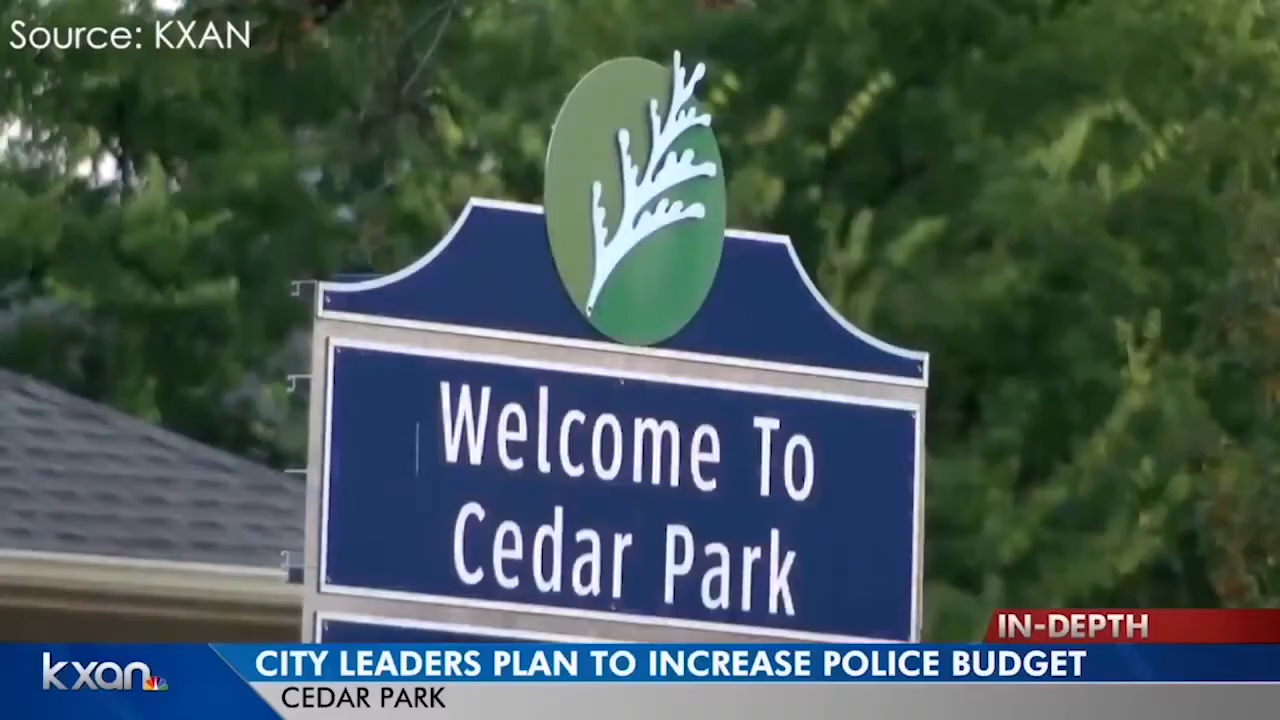 Source: KXAN
Welcome To
Cedar Park
IN-DEPTH
kxan
CITY LEADERS PLAN TO INCREASE POLICE BUDGET
CEDAR PARK